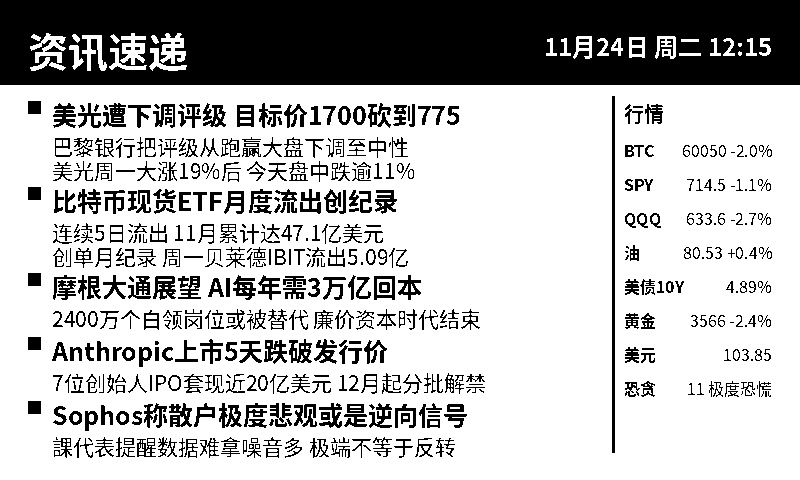 资讯速递
11月24日 周二 12:15
美光遭下调评级 目标价1700砍到775
巴黎银行把评级从跑赢大盘下调至中性
美光周一大涨19%后 今天盘中跌逾11%
比特币现货ETF月度流出创纪录
连续5日流出 11月累计达47.1亿美元
创单月纪录 周一贝莱德IBIT流出5.09亿
摩根大通展望 AI每年需3万亿回本
2400万个白领岗位或被替代 廉价资本时代结束
Anthropic上市5天跌破发行价
7位创始人IPO套现近20亿美元 12月起分批解禁
Sophos称散户极度悲观或是逆向信号
課代表提醒数据难拿噪音多 极端不等于反转
行情
BTC 60050 -2.0%
SPY 714.5 -1.1%
QQQ 633.6 -2.7%
油 80.53 +0.4%
美债10Y 4.89%
黄金 3566 -2.4%
美元 103.85
恐贪 11 极度恐慌